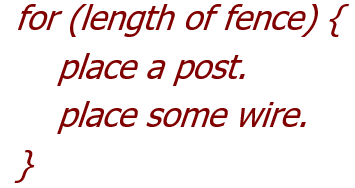 for (length of fence) {
place a post.
place some wire.
}